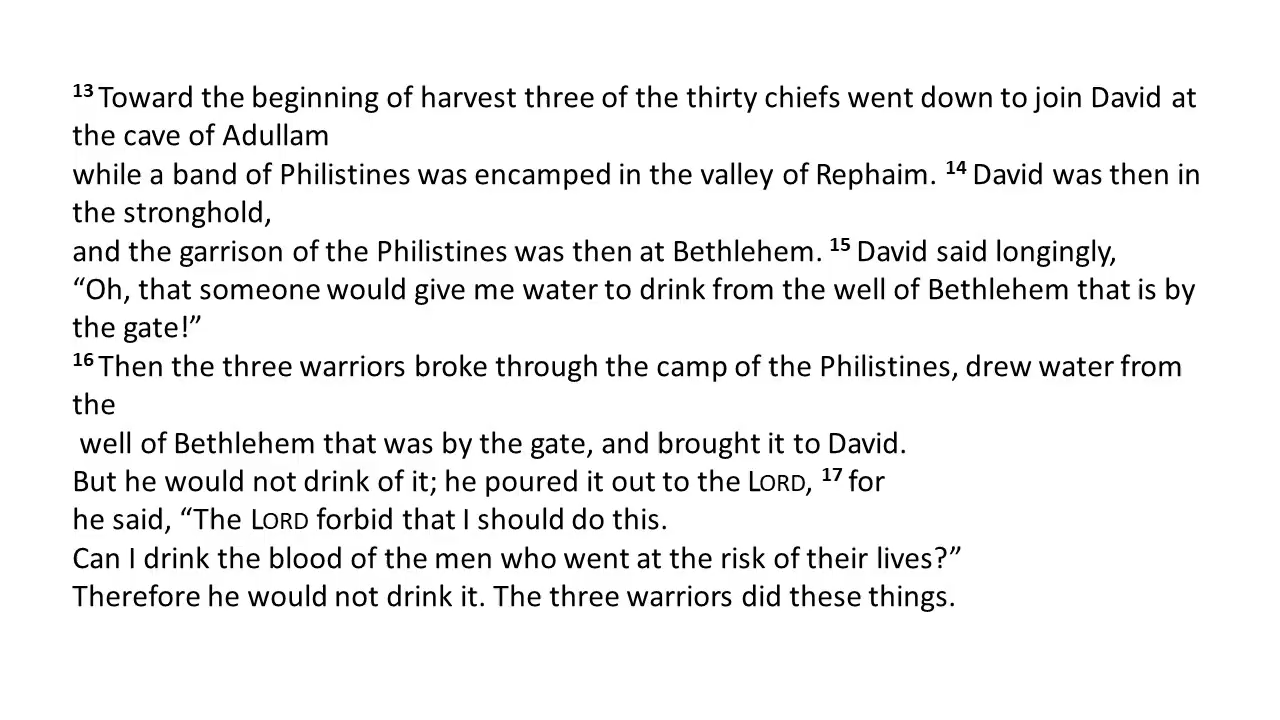 13 Toward the beginning of harvest three of the thirty chiefs went down to join David at
the cave of Adullam
while a band of Philistines was encamped in the valley of Rephaim. 14 David was then in
the stronghold,
and the garrison of the Philistines was then at Bethlehem. 15 David said longingly,
“Oh, that someone would give me water to drink from the well of Bethlehem that is by
the gate!”
16 Then the three warriors broke through the camp of the Philistines, drew water from
the
well of Bethlehem that was by the gate, and brought it to David.
But he would not drink of it; he poured it out to the LORD, 17 for
he said, “The LORD forbid that I should do this.
Can I drink the blood of the men who went at the risk of their lives?”
Therefore he would not drink it. The three warriors did these things.